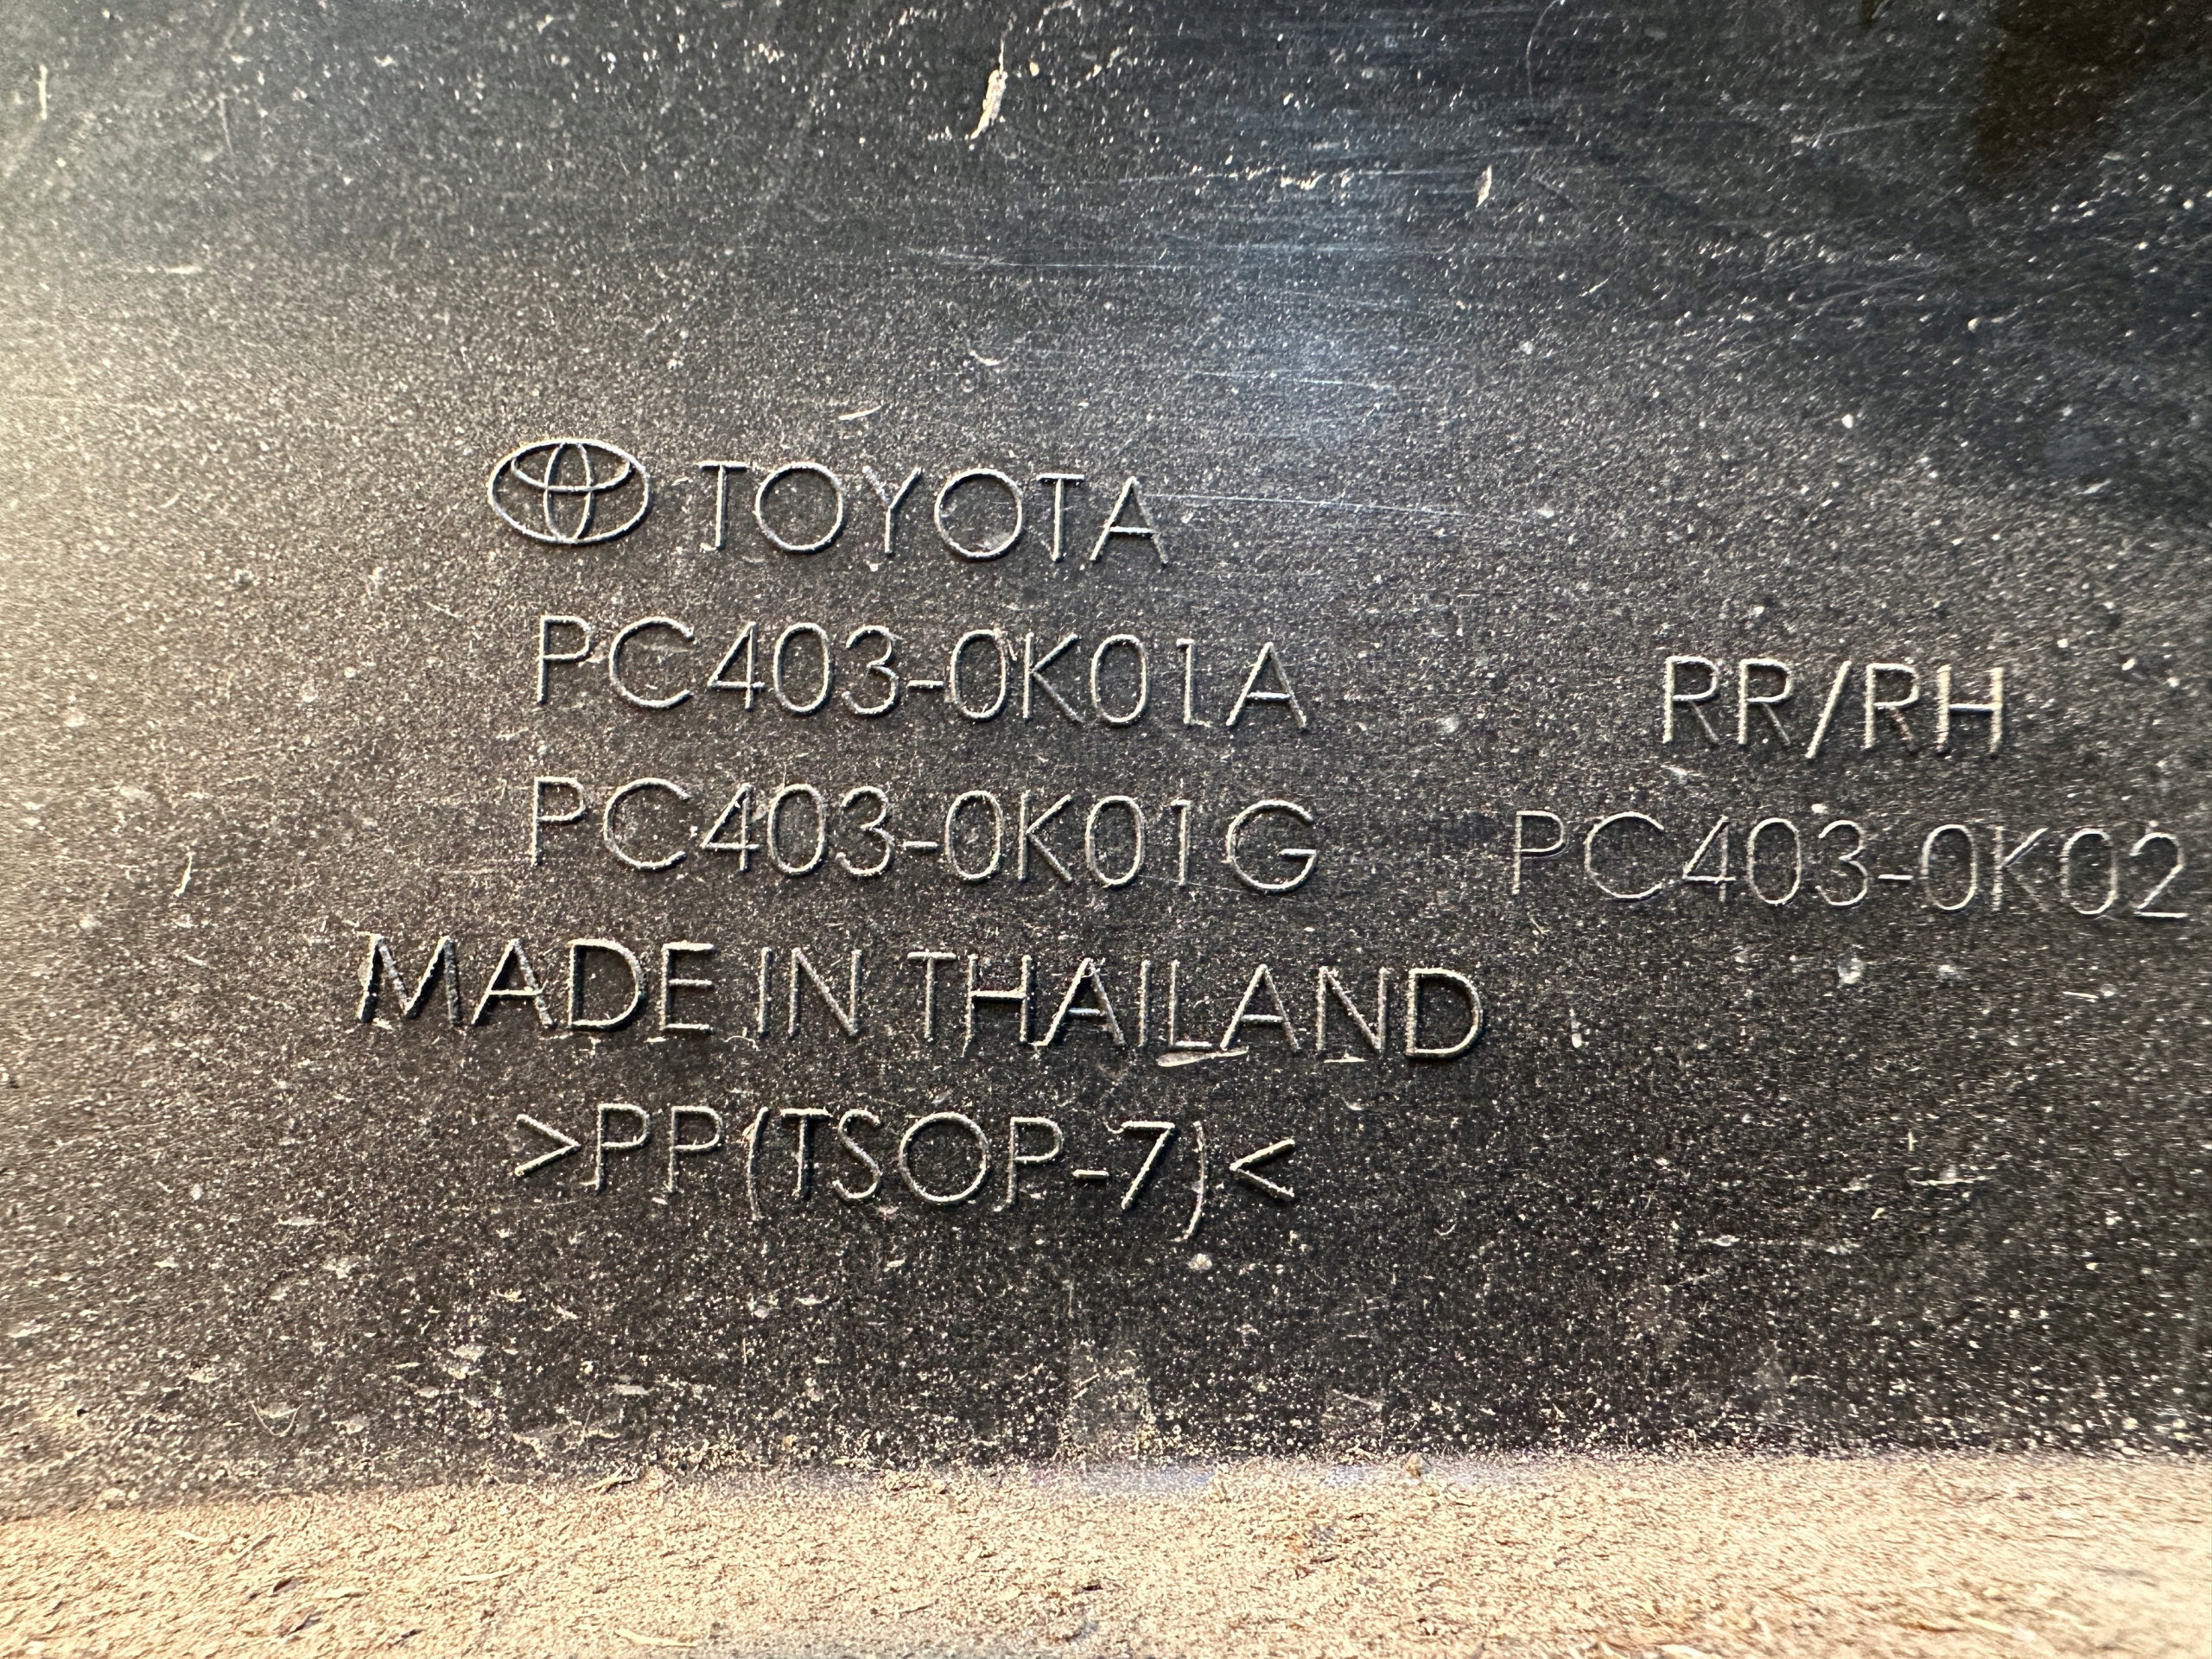 TOYOTA
PC403-0K01A
PC403-0K01G
MADE IN THAILAND
>PP(TSOP-7)<
RR/RH
PC403-0K02